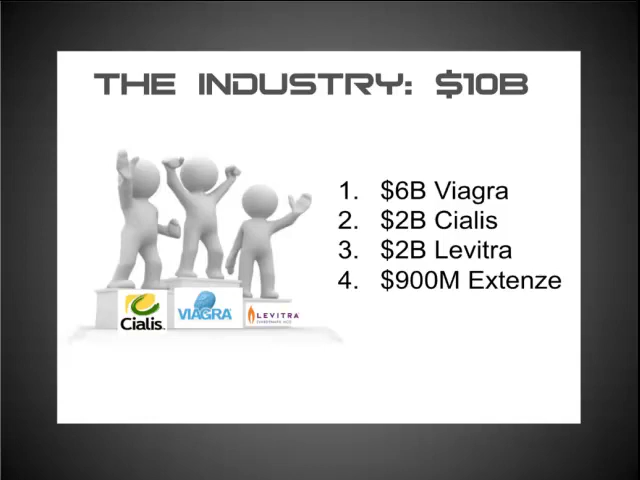 THE INDUSTRY: $10B
1. $6B Viagra
2. $2B Cialis
3. $2B Levitra
4. $900M Extenze
Cialis.
VIAGRA
LEVITRA